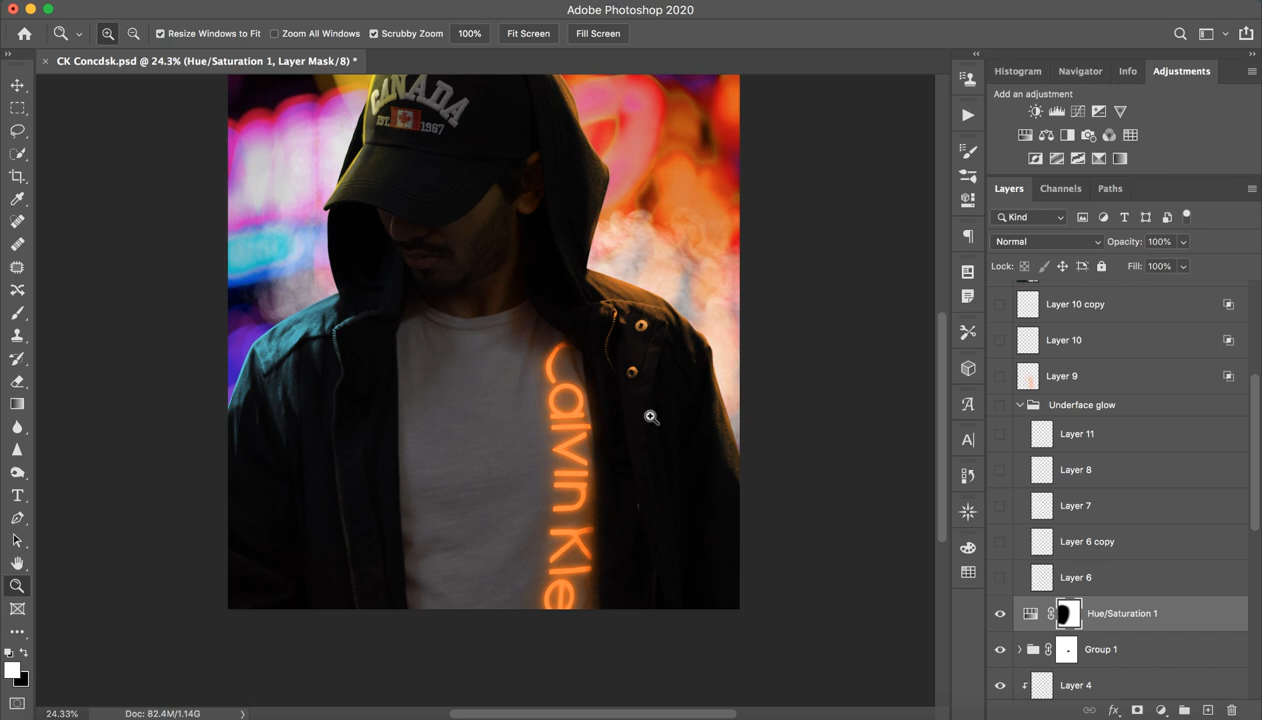 Adobe Photoshop 2020
Resize Windows to Fit
Zoom All Windows
Scrubby Zoom
100%
Fit Screen
Fill Screen
CK Concdsk.psd @ 24.3% (Hue/Saturation 1, Layer Mask/8) *
Histogram
Navigator
Info
Adjustments
Add an adjustment
Layers
Channels
Paths
Kind
Normal
Opacity: 100%
Lock:
Fill: 100%
Layer 10 copy
Layer 10
Layer 9
Underface glow
Layer 11
Layer 8
Layer 7
Layer 6 copy
Layer 6
Hue/Saturation 1
Group 1
Layer 4
CANADA
EST. 1967
Calvin Kle
24.33%
Doc: 82.4M/1.14G